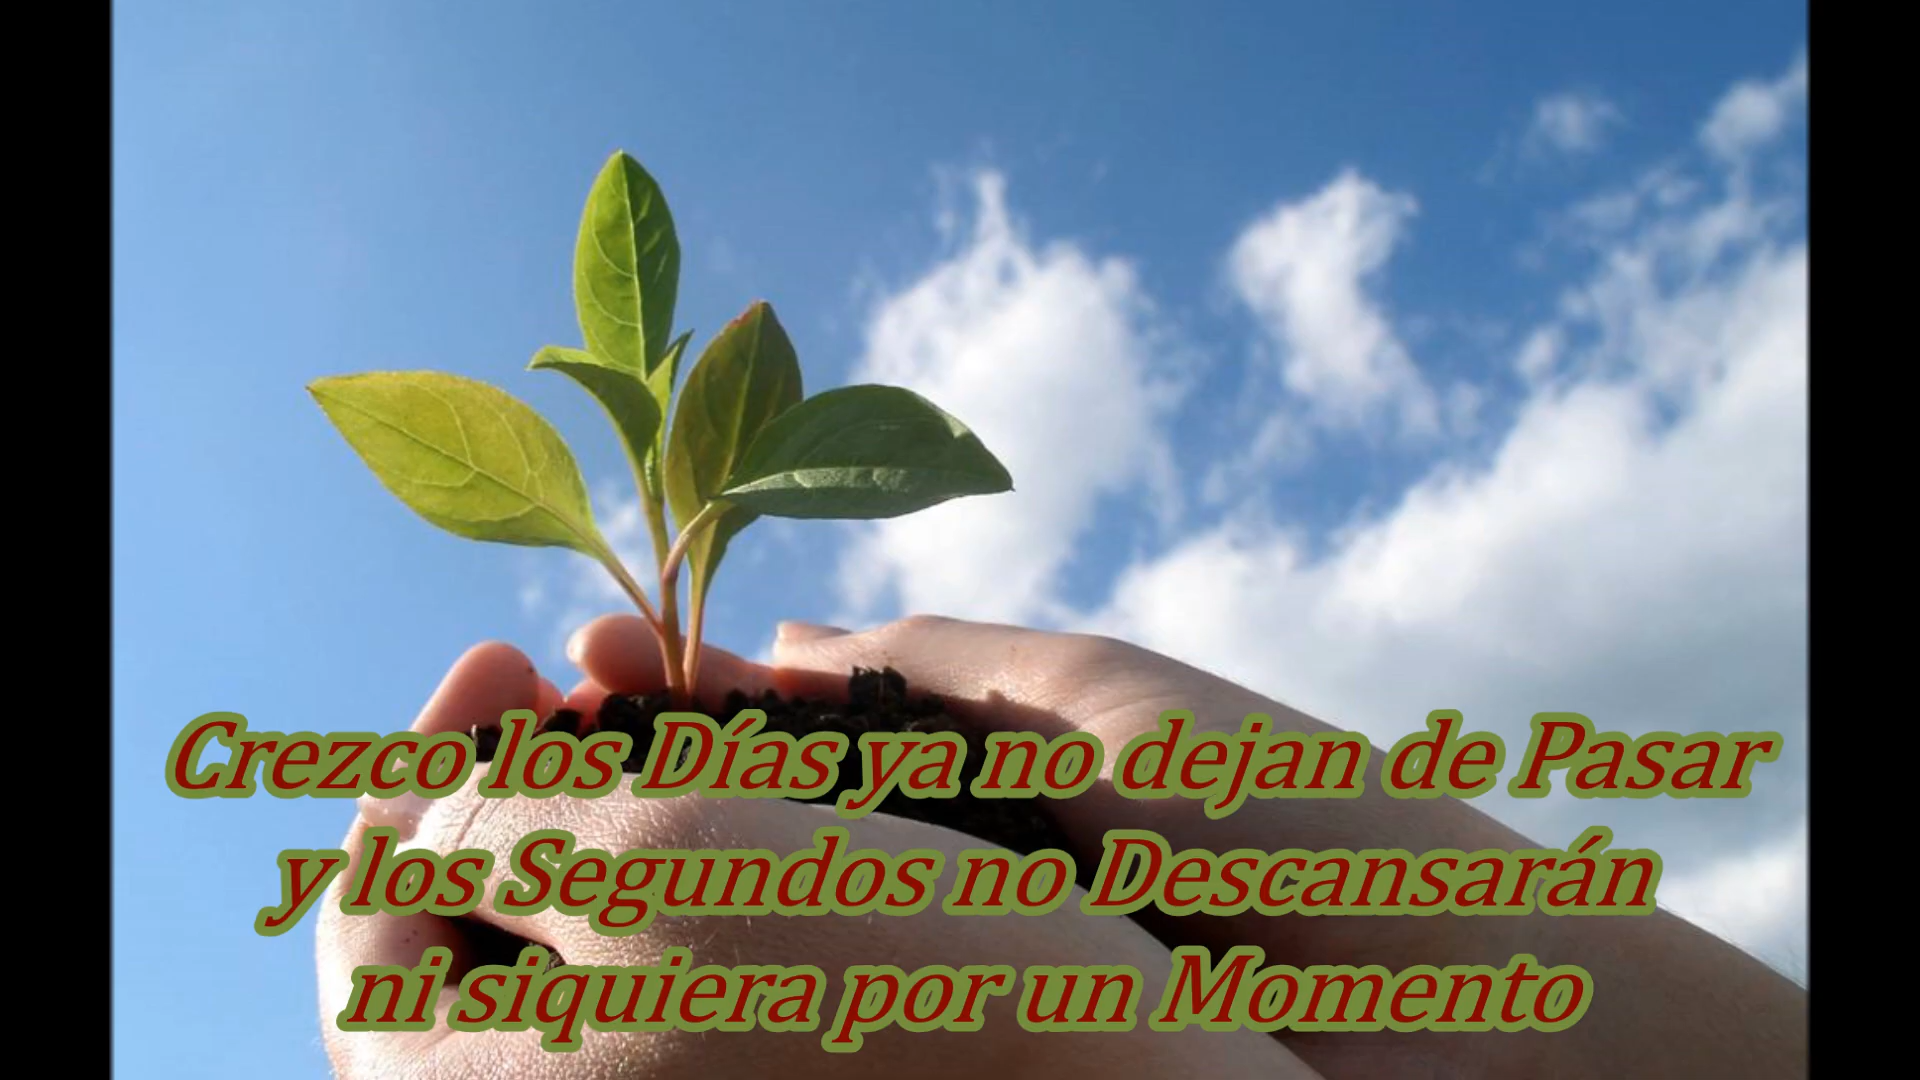 Crezco los Días ya no dejan de Pasar
y los Segundos no Descansarán
ni siquiera por un Momento